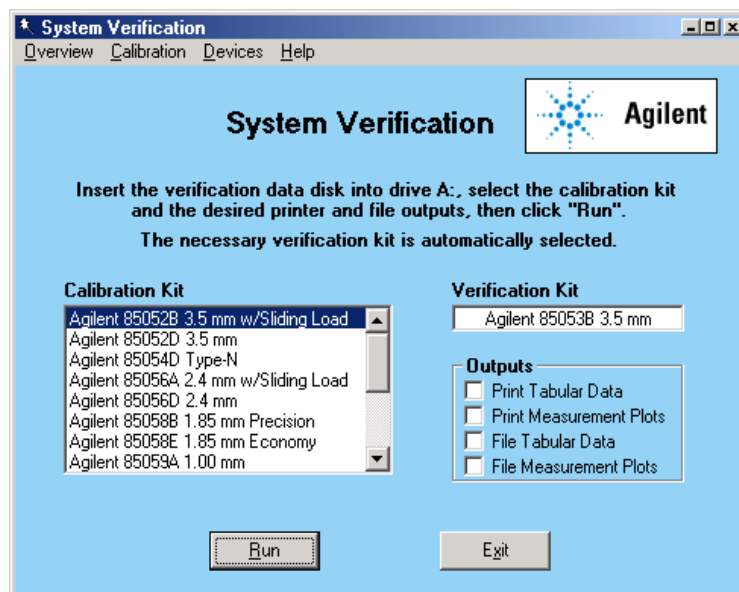 System Verification
Overview Calibration Devices Help
System Verification
Agilent
Insert the verification data disk into drive A:, select the calibration kit
and the desired printer and file outputs, then click "Run".
The necessary verification kit is automatically selected.
Calibration Kit
Agilent 85052B 3.5 mm w/Sliding Load
Agilent 85052D 3.5 mm
Agilent 85054D Type-N
Agilent 85056A 2.4 mm w/Sliding Load
Agilent 85056D 2.4 mm
Agilent 85058B 1.85 mm Precision
Agilent 85058E 1.85 mm Economy
Agilent 85059A 1.00 mm
Verification Kit
Agilent 85053B 3.5 mm
Outputs
Print Tabular Data
Print Measurement Plots
File Tabular Data
File Measurement Plots
Run
Exit